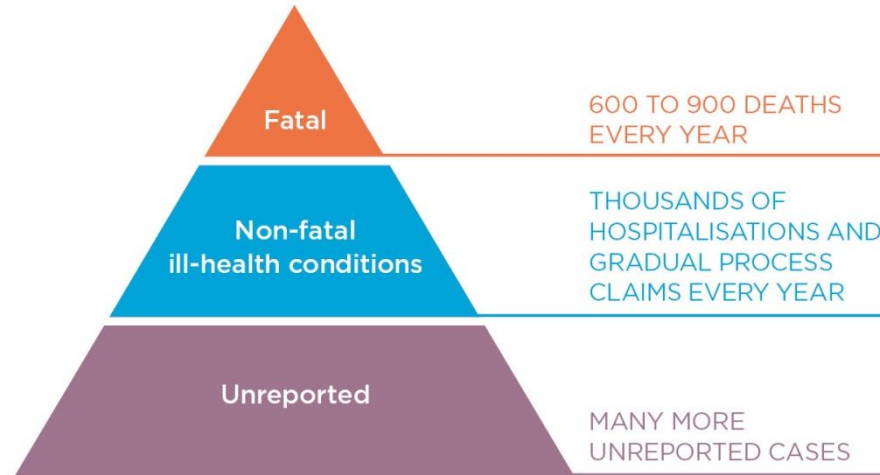 Fatal
600 TO 900 DEATHS
EVERY YEAR
Non-fatal
ill-health conditions
THOUSANDS OF
HOSPITALISATIONS AND
GRADUAL PROCESS
CLAIMS EVERY YEAR
Unreported
MANY MORE
UNREPORTED CASES